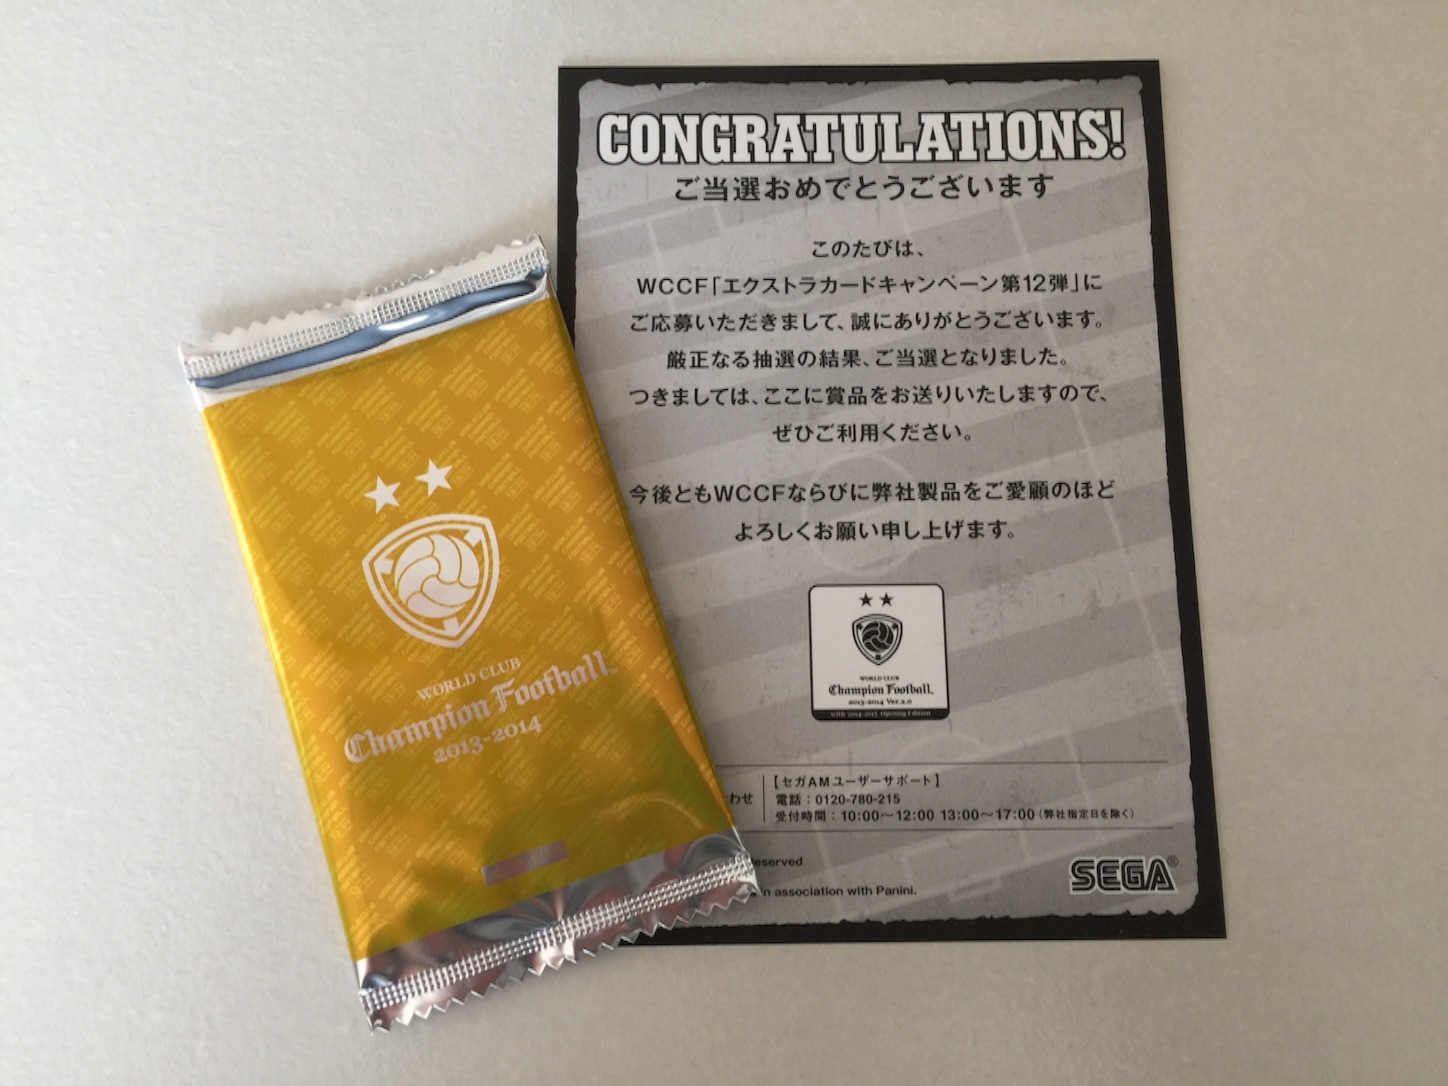 WORLD CLUB
Champion Football
2013-2014
CONGRATULATIONS!
ご当選おめでとうございます
このたびは、
WCCF「エクストラカードキャンペーン第12弾」に
ご応募いただきまして、誠にありがとうございます。
厳正なる抽選の結果、ご当選となりました。
つきましては、ここに賞品をお送りいたしますので、
ぜひご利用ください。
今後ともWCCFならびに弊社製品をご愛顧のほど
よろしくお願い申し上げます。
WORLD CLUB
Champion Football
2013-2014 Ver.2.0
with 2014-2015 Opening Edition
わせ
【セガAMユーザーサポート】
電話：0120-780-215
受付時間：10:00～12:00 13:00～17:00（弊社指定日を除く）
eserved
in association with Panini.
SEGA®